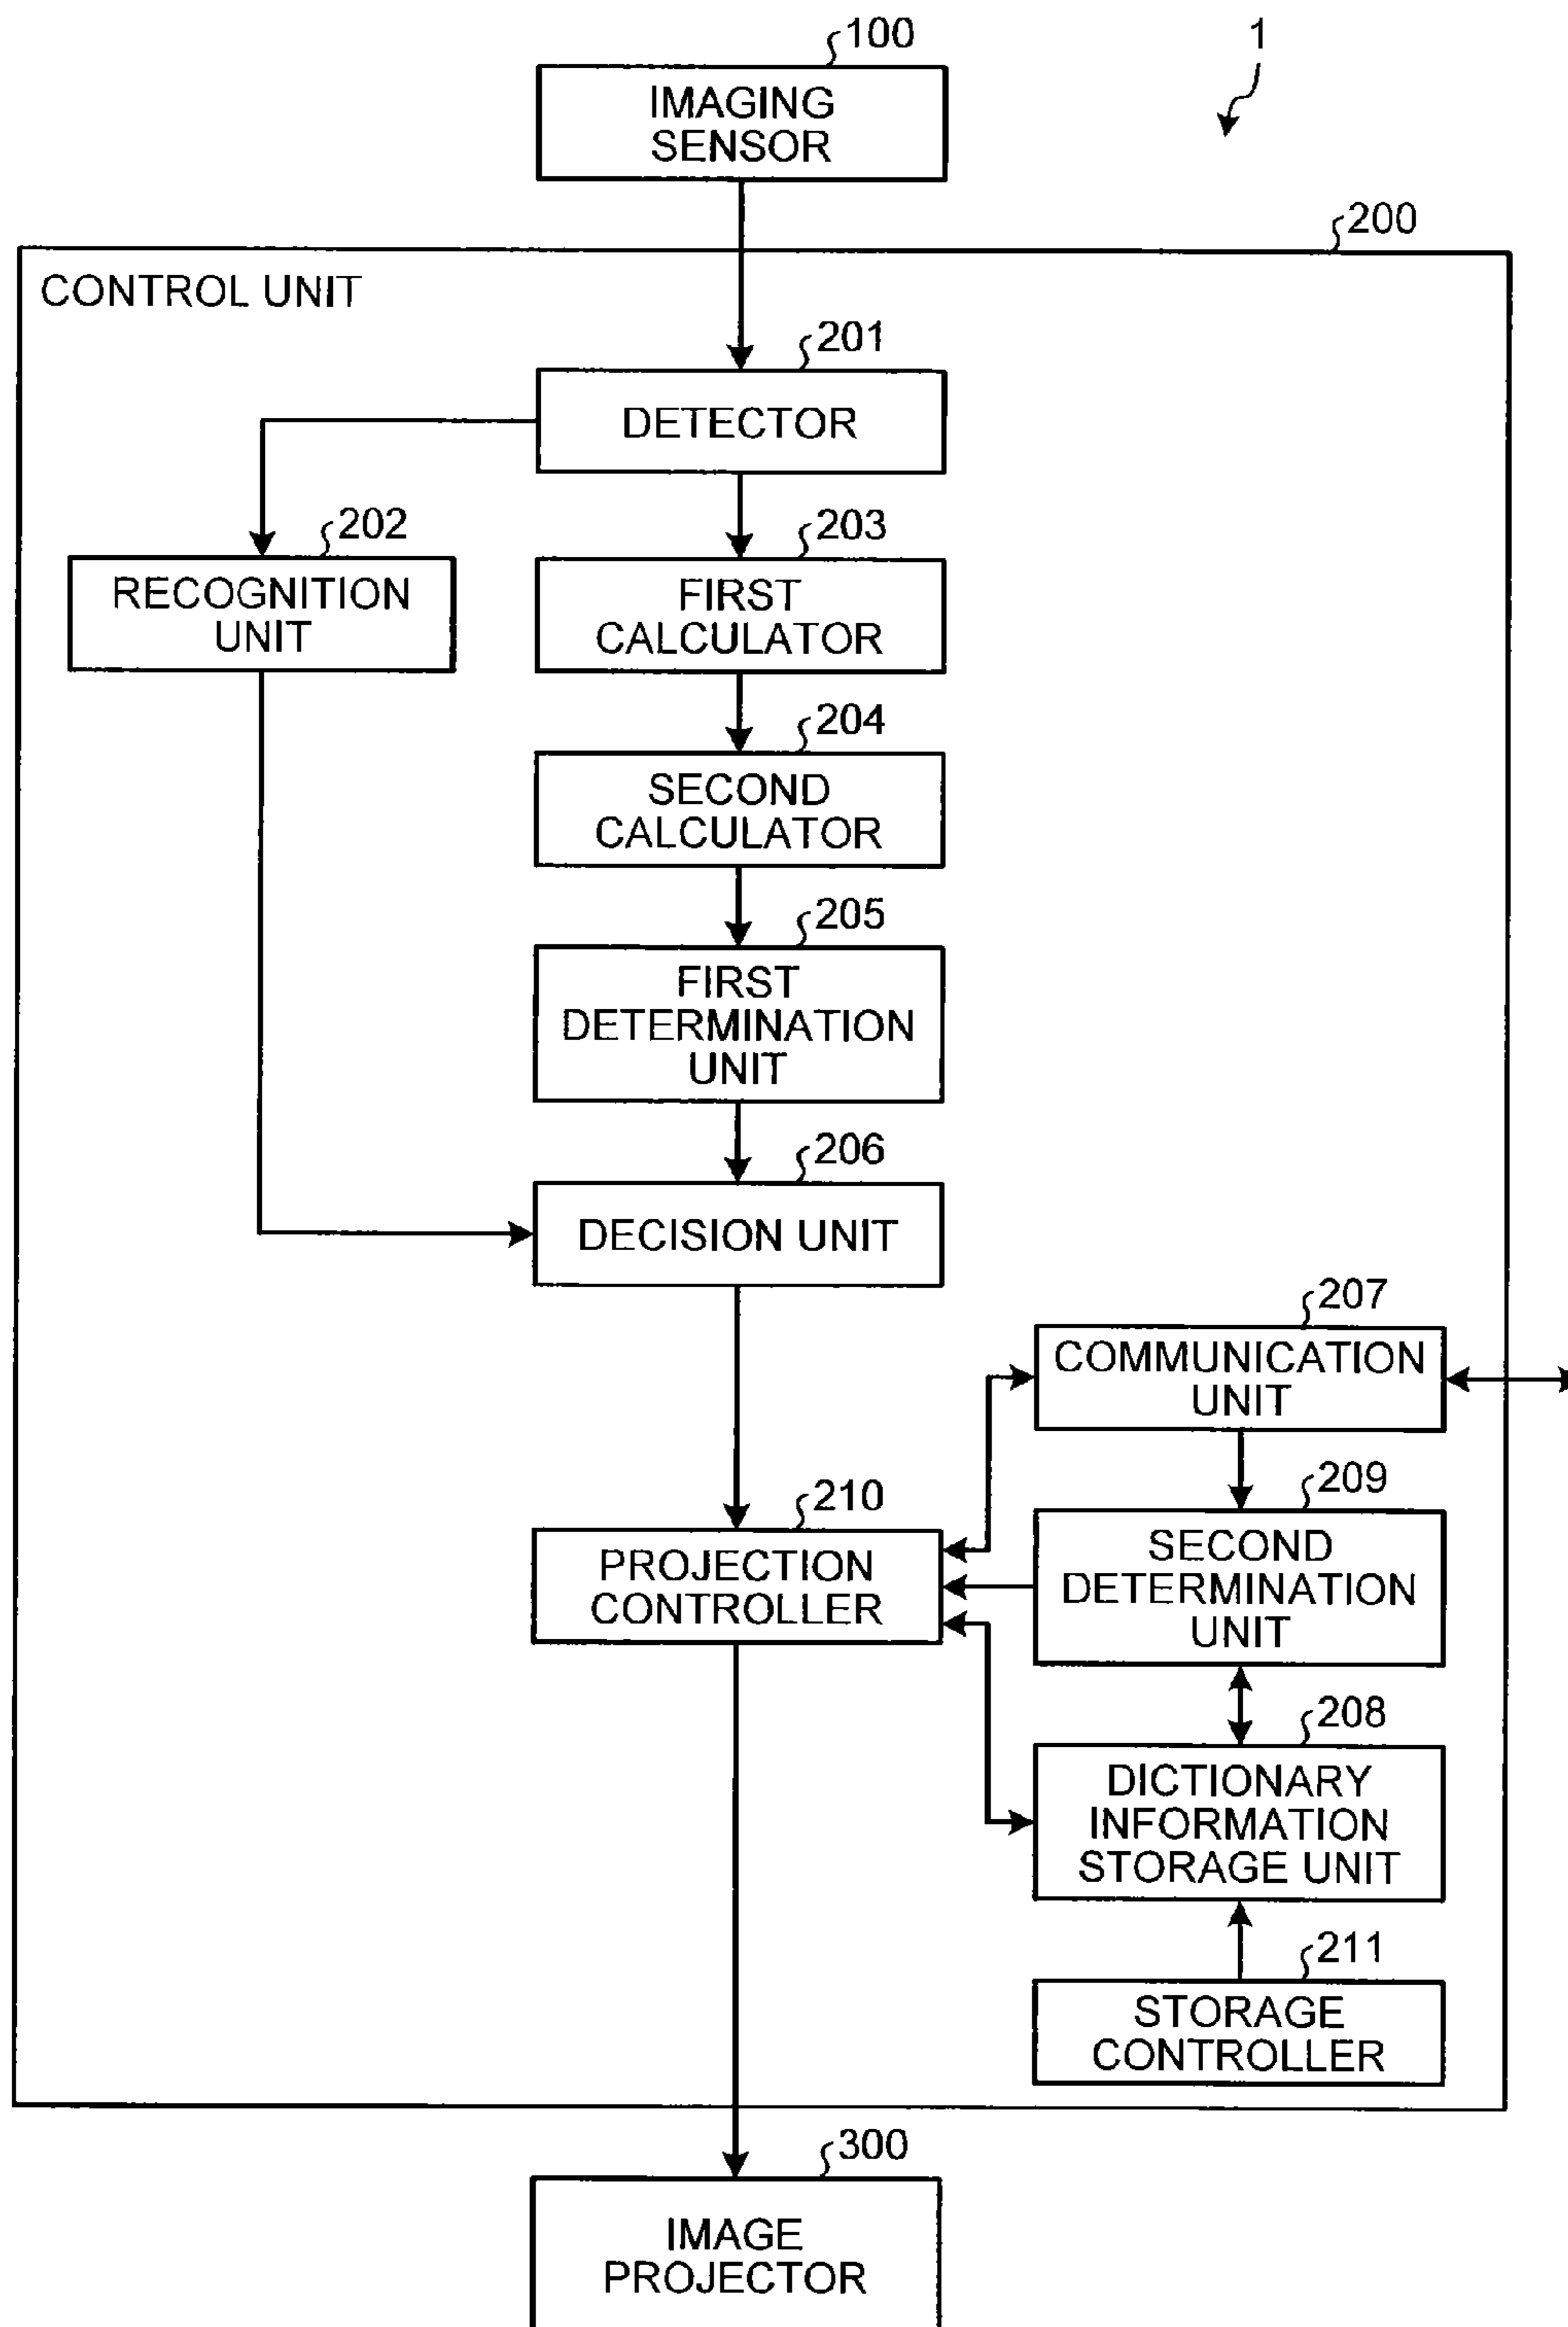 100
1
IMAGING
SENSOR
200
CONTROL UNIT
201
DETECTOR
202
203
RECOGNITION
UNIT
FIRST
CALCULATOR
204
SECOND
CALCULATOR
205
FIRST
DETERMINATION
UNIT
206
DECISION UNIT
207
COMMUNICATION
UNIT
209
210
SECOND
DETERMINATION
UNIT
PROJECTION
CONTROLLER
208
DICTIONARY
INFORMATION
STORAGE UNIT
211
STORAGE
CONTROLLER
300
IMAGE
PROJECTOR